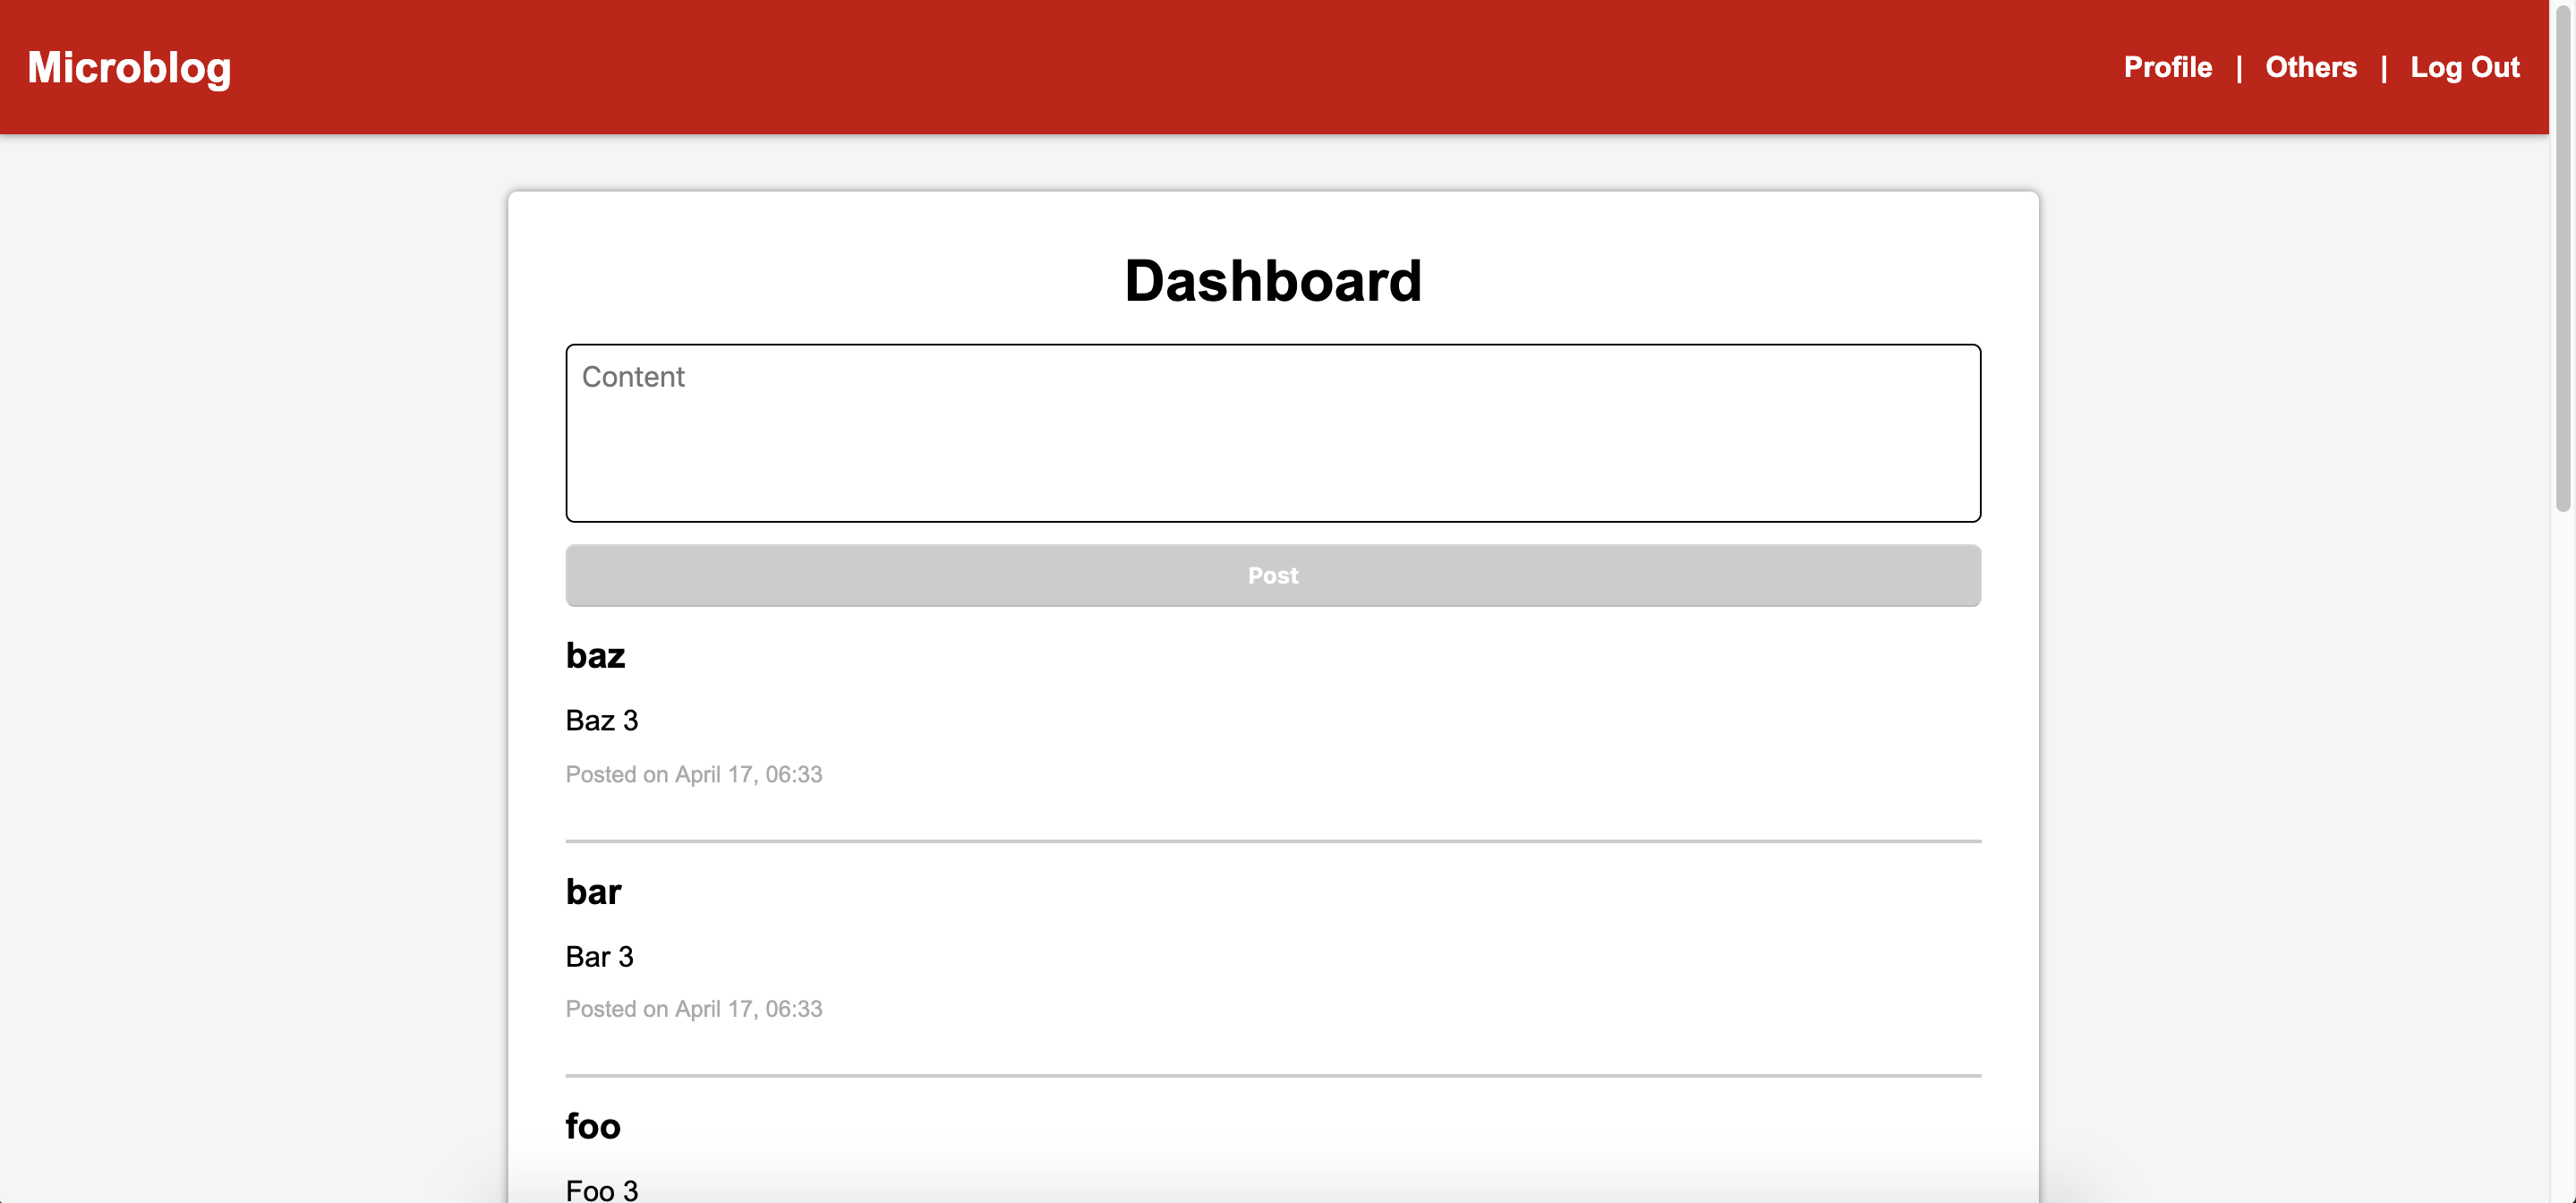 Microblog
Profile | Others | Log Out
Dashboard
Content
Post
baz
Baz 3
Posted on April 17, 06:33
bar
Bar 3
Posted on April 17, 06:33
foo
Foo 3